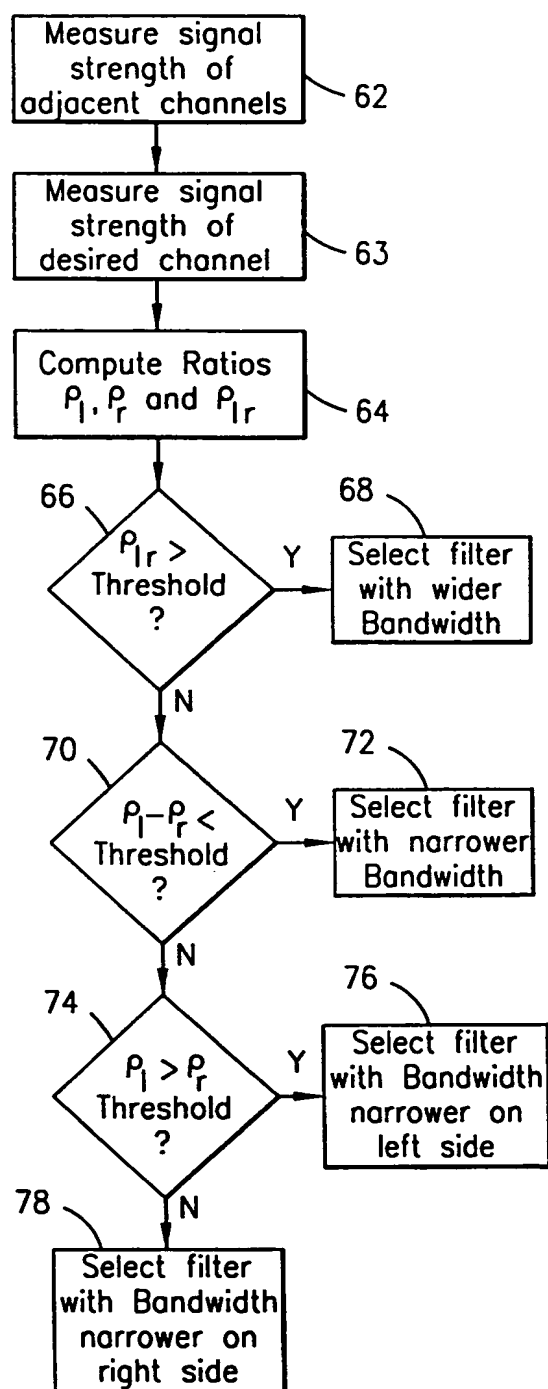 Measure signal
strength of
adjacent channels
62
Measure signal
strength of
desired channel
63
Compute Ratios
ρl, ρr and ρlr
64
66
ρlr >
Threshold
?
Y
68
Select filter
with wider
Bandwidth
N
70
ρl-ρr <
Threshold
?
Y
72
Select filter
with narrower
Bandwidth
N
74
ρl > ρr
Threshold
?
Y
76
Select filter
with Bandwidth
narrower on
left side
N
78
Select filter
with Bandwidth
narrower on
right side